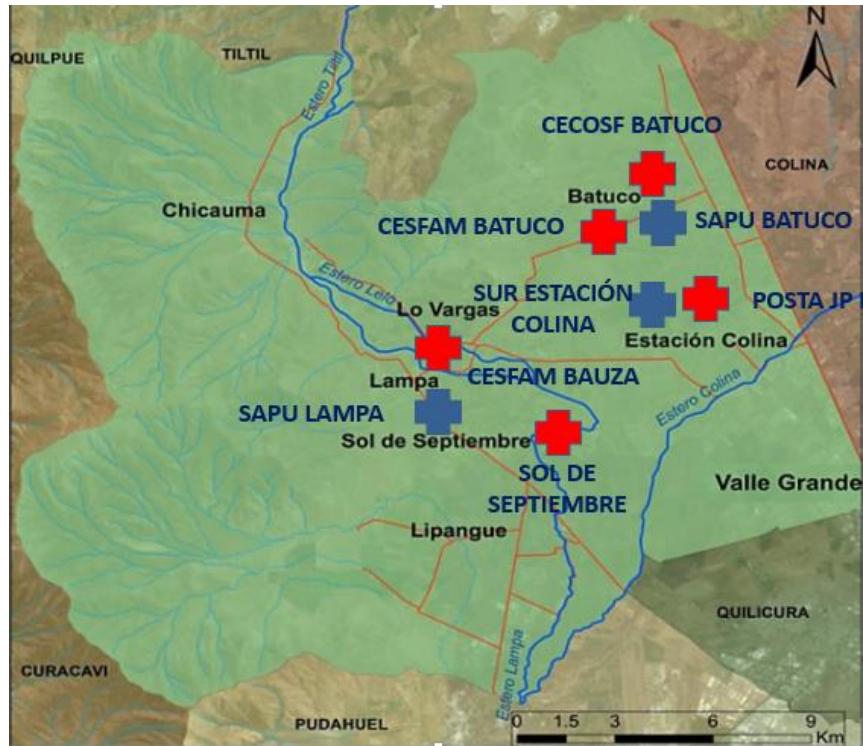 N
QUILPUE
TILTIL
Estero Tiltil
CECOSF BATUCO
COLINA
Batuco
Chicauma
CESFAM BATUCO
SAPU BATUCO
Estero Leto
SUR ESTACIÓN
COLINA
POSTA JP1
Lo Vargas
Estación Colina
Lampa
CESFAM BAUZA
Estero Colina
SAPU LAMPA
Sol de Septiembre
SOL DE
SEPTIEMBRE
Valle Grande
Lipangue
QUILICURA
CURACAVI
Estero Lampa
PUDAHUEL
0 1.5 3 6 9
Km